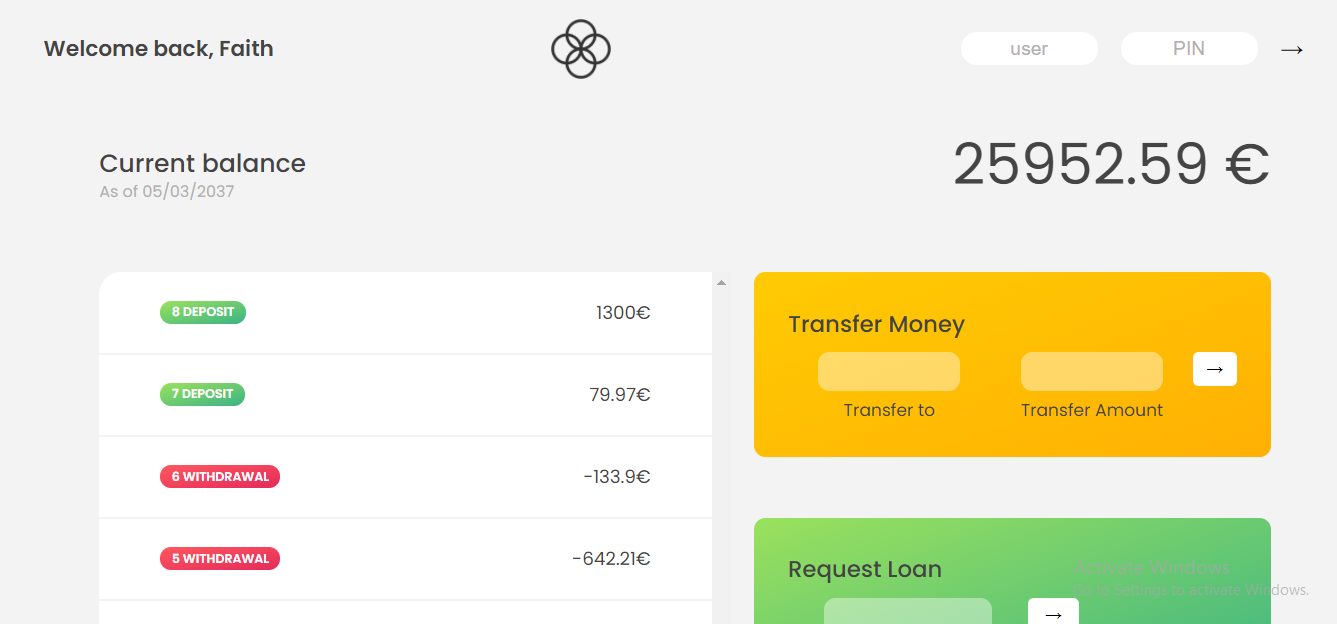 Welcome back, Faith
user
PIN
→
Current balance
As of 05/03/2037
25952.59 €
8 DEPOSIT
1300€
7 DEPOSIT
79.97€
6 WITHDRAWAL
-133.9€
5 WITHDRAWAL
-642.21€
Transfer Money
→
Transfer to
Transfer Amount
Request Loan
→
Activate Windows
Go to Settings to activate Windows.